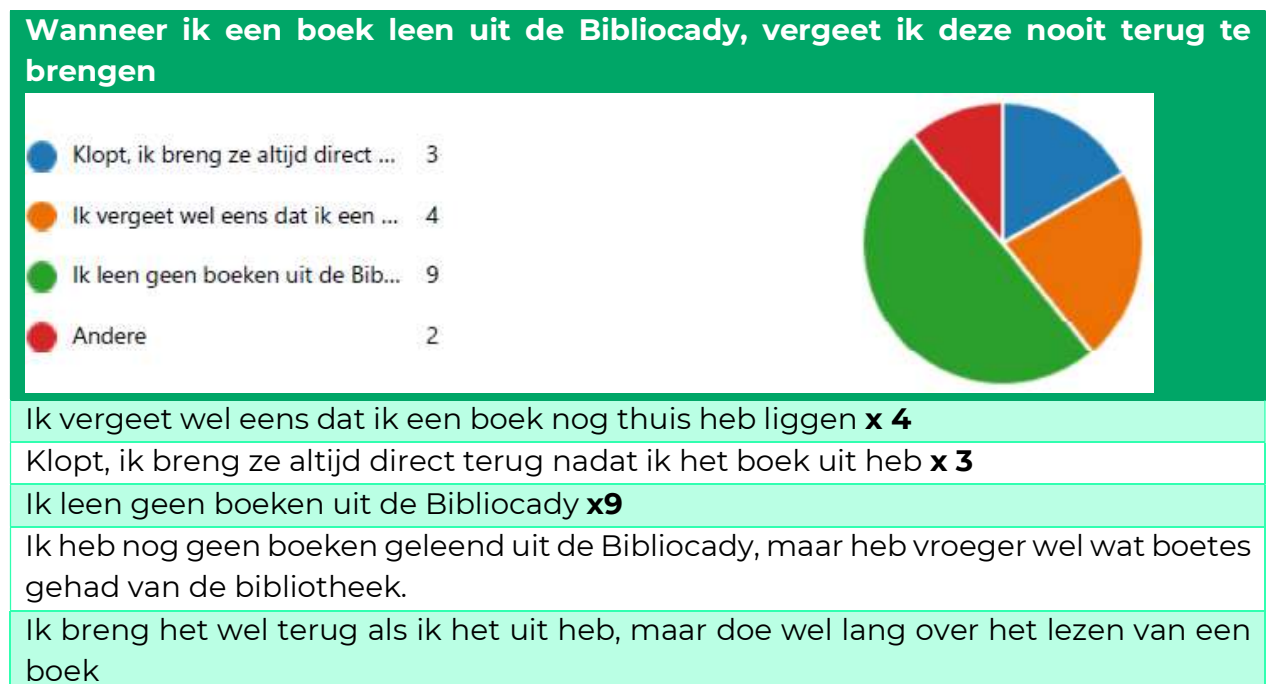 Wanneer ik een boek leen uit de Bibliocady, vergeet ik deze nooit terug te
brengen
Klopt, ik breng ze altijd direct ... 3
Ik vergeet wel eens dat ik een ... 4
Ik leen geen boeken uit de Bib... 9
Andere 2
Ik vergeet wel eens dat ik een boek nog thuis heb liggen x 4
Klopt, ik breng ze altijd direct terug nadat ik het boek uit heb x 3
Ik leen geen boeken uit de Bibliocady x9
Ik heb nog geen boeken geleend uit de Bibliocady, maar heb vroeger wel wat boetes
gehad van de bibliotheek.
Ik breng het wel terug als ik het uit heb, maar doe wel lang over het lezen van een
boek